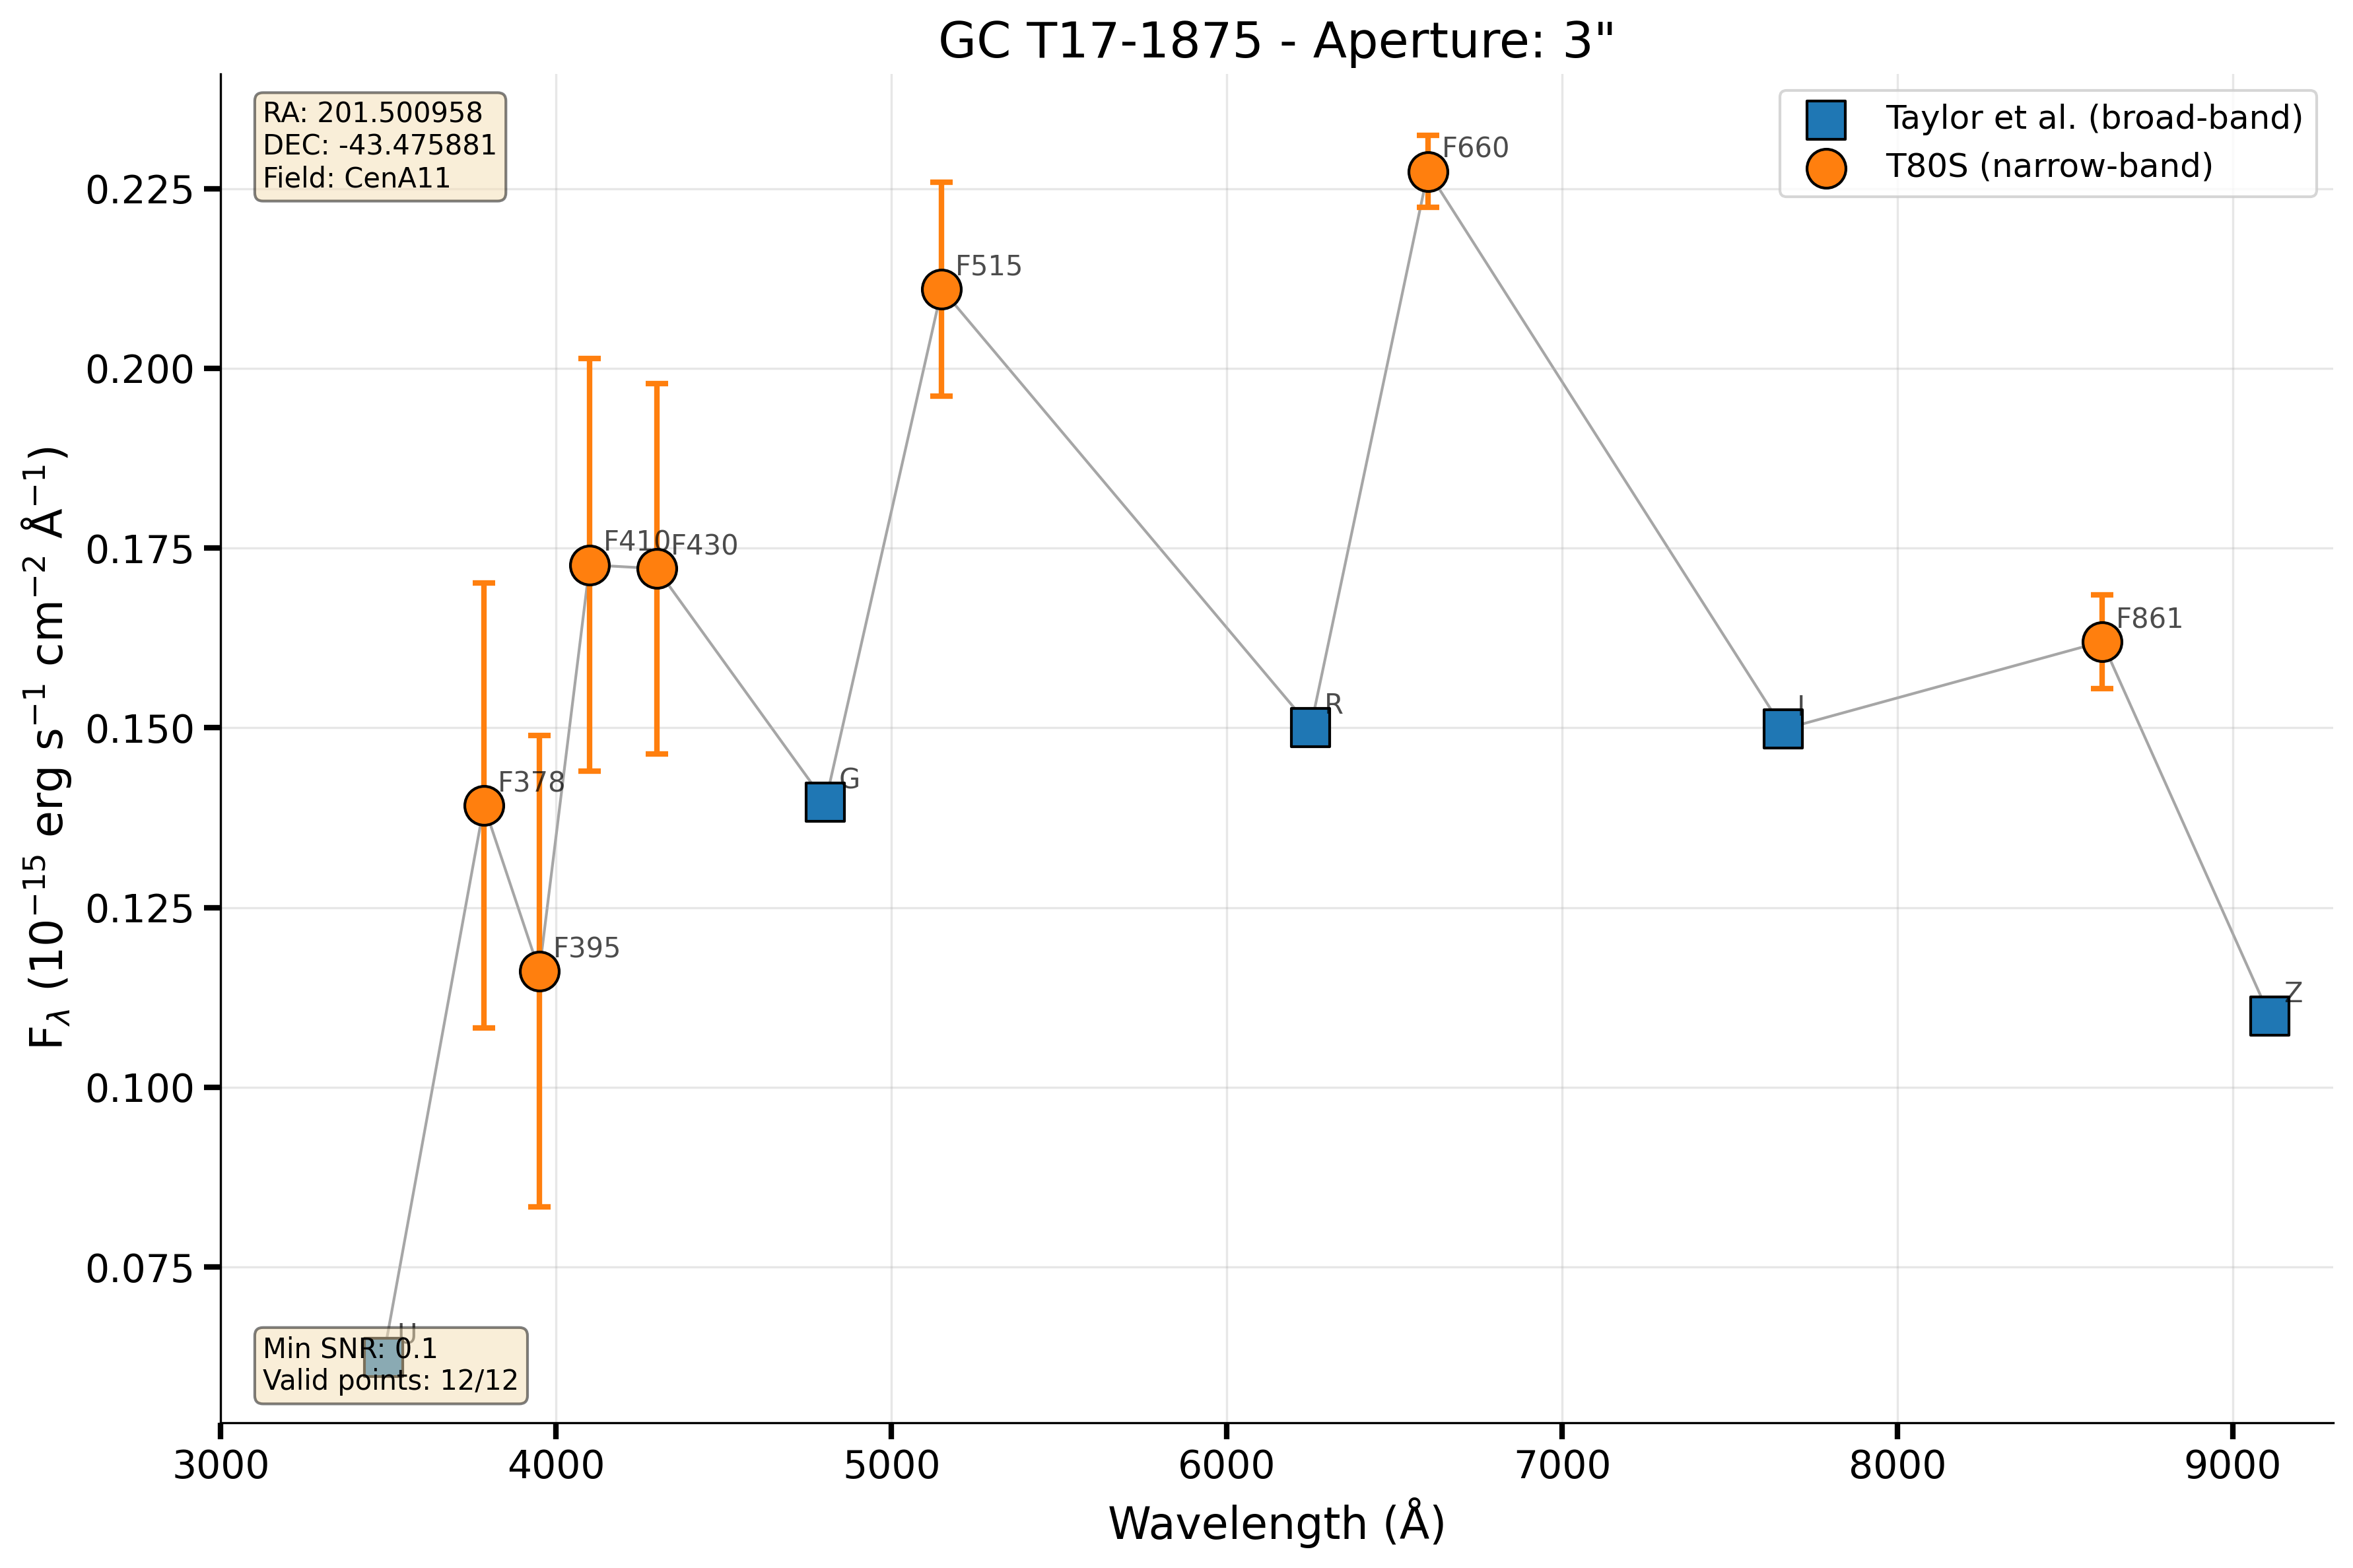 GC T17-1875 - Aperture: 3"
RA: 201.500958
DEC: -43.475881
Field: CenA11
Taylor et al. (broad-band)
T80S (narrow-band)
F660
F515
F410
F430
F378
F395
G
R
I
F861
Z
U
Min SNR: 0.1
Valid points: 12/12
0.225
0.200
0.175
0.150
0.125
0.100
0.075
F_λ (10⁻¹⁵ erg s⁻¹ cm⁻² Å⁻¹)
3000 4000 5000 6000 7000 8000 9000
Wavelength (Å)